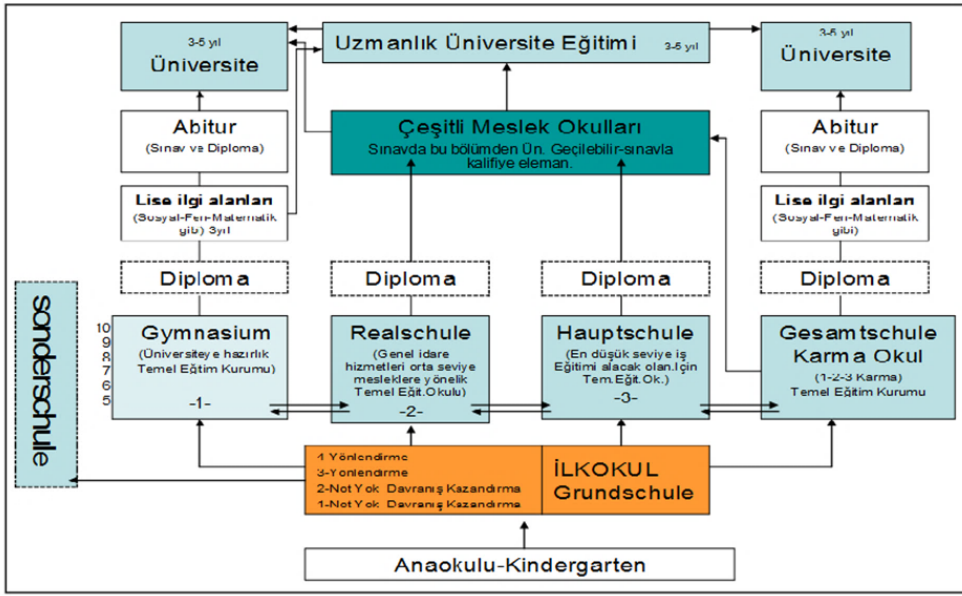 3-5 yıl
Üniversite
Uzmanlık Üniversite Eğitimi 3-5 yıl
3-5 yıl
Üniversite
Abitur
(Sınav ve Diploma)
Çeşitli Meslek Okulları
Sınavda bu bölümden Ün. Geçilebilir-sınavla
kalifiye eleman.
Abitur
(Sınav ve Diploma)
Lise ilgi alanları
(Sosyal-Fen-Matematik
gibi) 3yıl
Lise ilgi alanları
(Sosyal-Fen-Matematik
gibi)
Diploma
Diploma
Diploma
Diploma
sonderschule
10
9
8
7
6
5
Gymnasium
(Üniversiteye hazırlık
Temel Eğitim Kurumu)
-1-
Realschule
(Genel idare
hizmetleri orta seviye
mesleklere yönelik
Temel Eğit.Okulu)
-2-
Hauptschule
(En düşük seviye iş
Eğitimi alacak olan.İçin
Tem.Eğit.Ok.)
-3-
Gesamtschule
Karma Okul
(1-2-3 Karma)
Temel Eğitim Kurumu
4 Yönlendirme
3-Yönlendirme
2-Not Yok Davranış Kazandırma
1-Not Yok Davranış Kazandırma
İLKOKUL
Grundschule
Anaokulu-Kindergarten